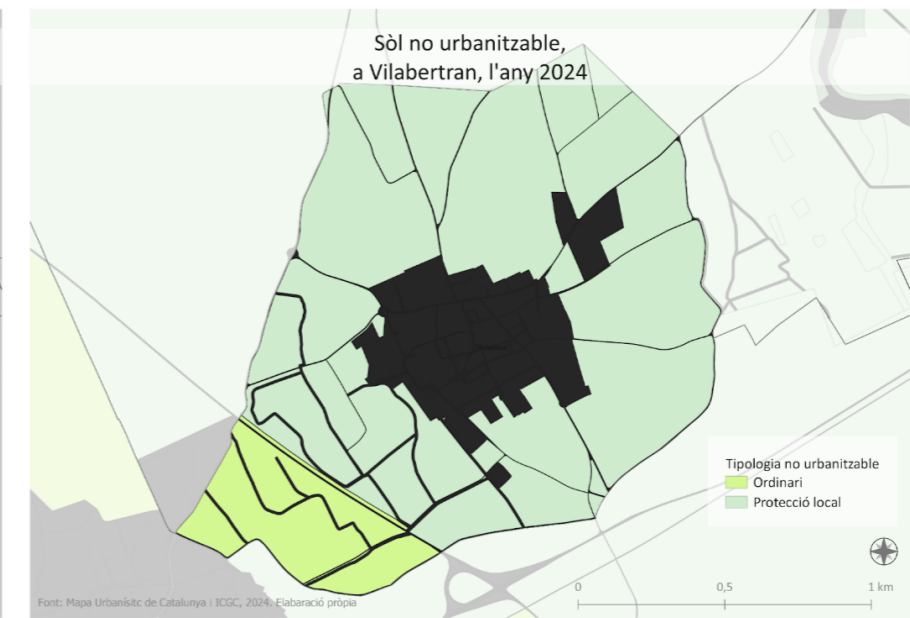 Sòl no urbanitzable,
a Vilabertran, l'any 2024
Tipologia no urbanitzable
Ordinari
Protecció local
0 0,5 1 km
Font: Mapa Urbanísitc de Catalunya i ICGC, 2024. Elabaració pròpia